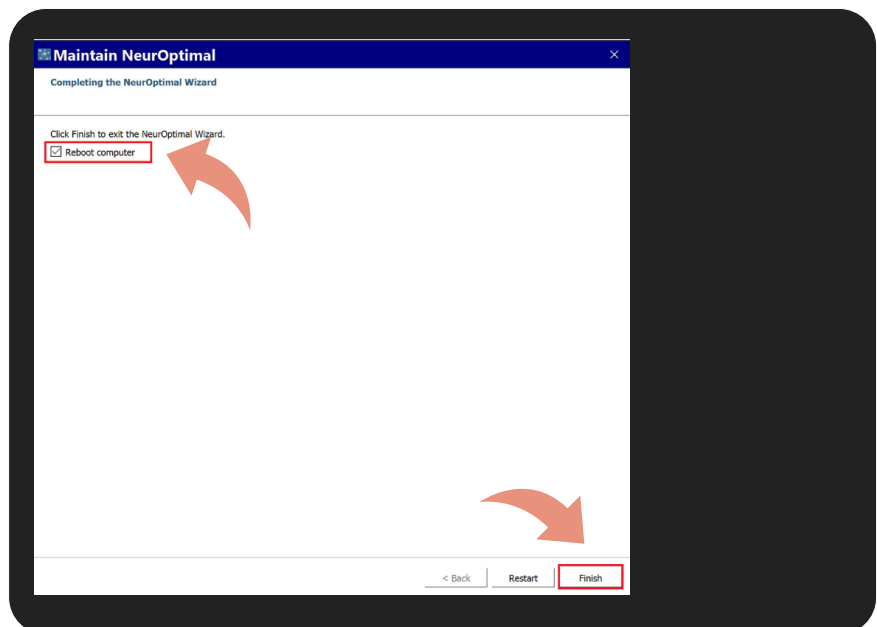 Maintain NeurOptimal
Completing the NeurOptimal Wizard
Click Finish to exit the NeurOptimal Wizard.
Reboot computer
< Back Restart Finish